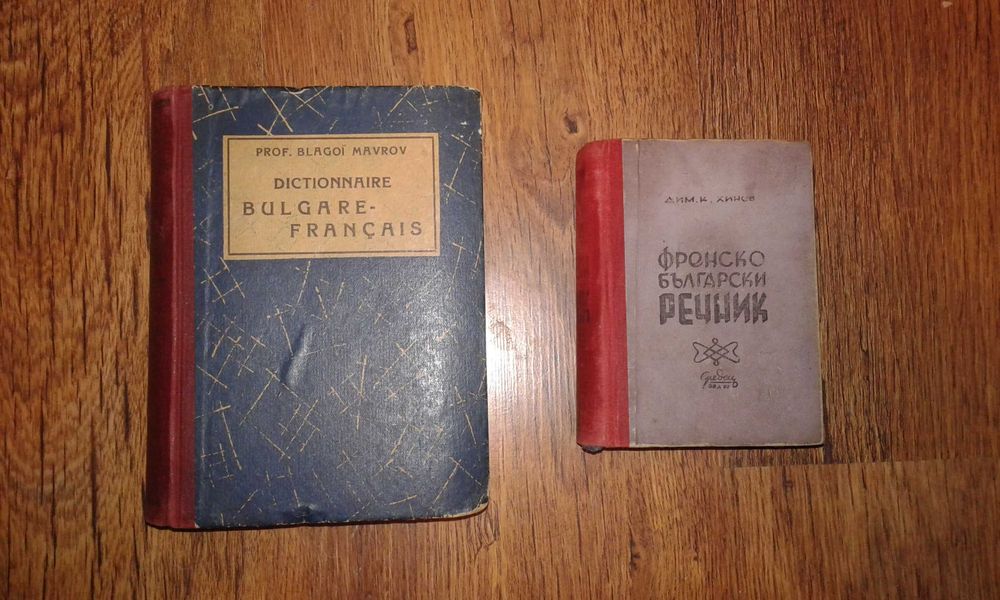 PROF. BLAGOÏ MAVROV
DICTIONNAIRE
BULGARE-
FRANÇAIS
ДИМ. К. ХИНОВ
ФРЕНСКО
БЪЛГАРСКИ
РЕЧНИК